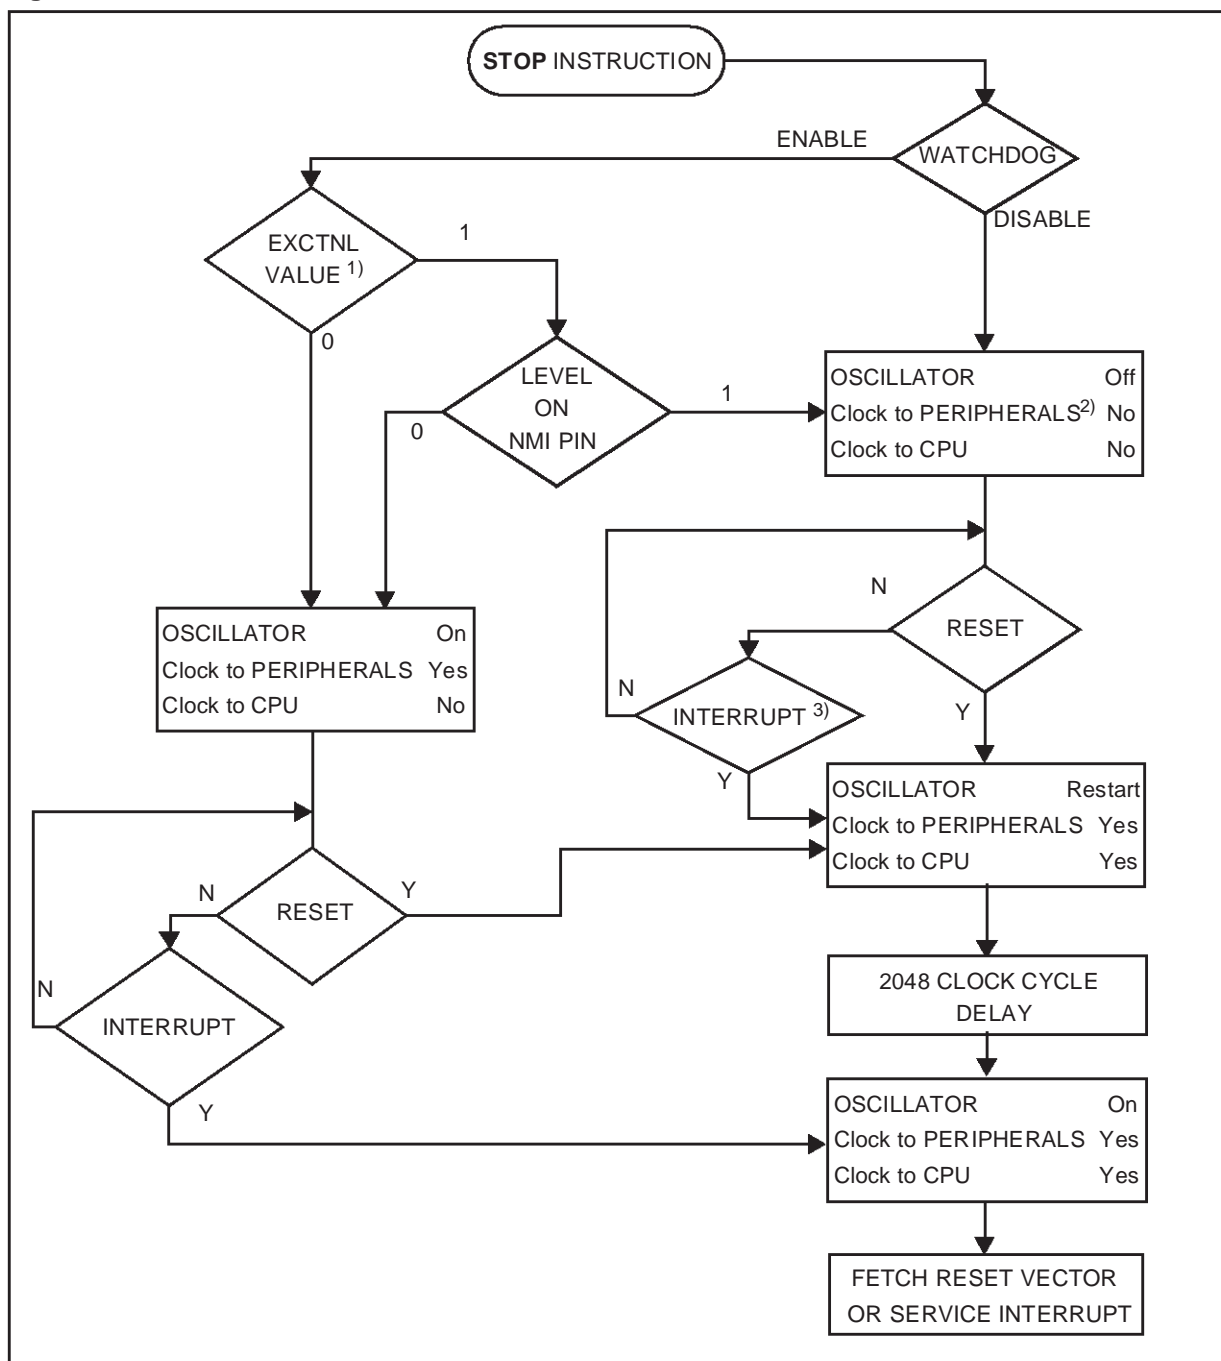 STOP INSTRUCTION
ENABLE
WATCHDOG
DISABLE
EXCTNL
VALUE 1)
1
0
LEVEL
ON
NMI PIN
1
0
OSCILLATOR Off
Clock to PERIPHERALS2) No
Clock to CPU No
OSCILLATOR On
Clock to PERIPHERALS Yes
Clock to CPU No
N
RESET
Y
N
INTERRUPT 3)
Y
OSCILLATOR Restart
Clock to PERIPHERALS Yes
Clock to CPU Yes
N
RESET
Y
N
INTERRUPT
Y
2048 CLOCK CYCLE
DELAY
OSCILLATOR On
Clock to PERIPHERALS Yes
Clock to CPU Yes
FETCH RESET VECTOR
OR SERVICE INTERRUPT